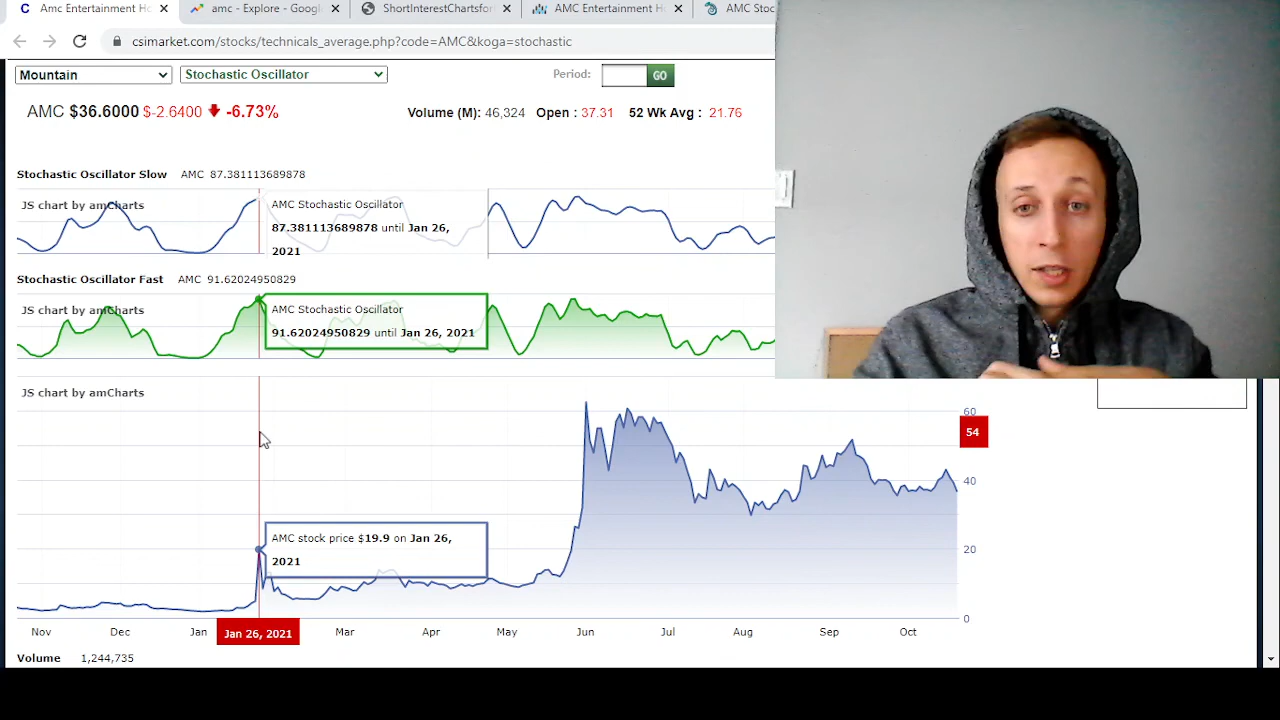 Amc Entertainment Ho
amc - Explore - Google
ShortInterestChartsfor
AMC Entertainment Ho
AMC Stoc
csimarket.com/stocks/technicals_average.php?code=AMC&koga=stochastic
Mountain
Stochastic Oscillator
Period:
GO
AMC $36.6000 $-2.6400 -6.73%
Volume (M): 46,324 Open : 37.31 52 Wk Avg : 21.76
Stochastic Oscillator Slow AMC 87.381113689878
JS chart by amCharts
AMC Stochastic Oscillator
87.381113689878 until Jan 26,
2021
Stochastic Oscillator Fast AMC 91.62024950829
JS chart by amCharts
AMC Stochastic Oscillator
91.62024950829 until Jan 26, 2021
JS chart by amCharts
60
54
40
AMC stock price $19.9 on Jan 26,
2021
20
0
Nov Dec Jan Jan 26, 2021 Mar Apr May Jun Jul Aug Sep Oct
Volume 1,244,735